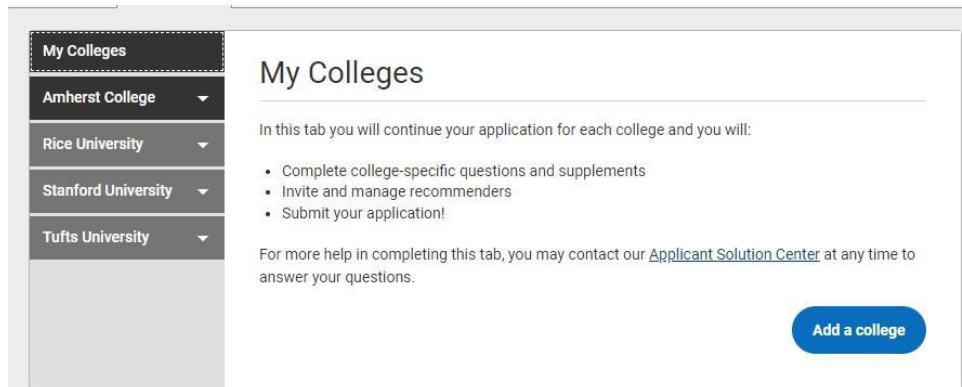 My Colleges
Amherst College
Rice University
Stanford University
Tufts University
My Colleges
In this tab you will continue your application for each college and you will:
• Complete college-specific questions and supplements
• Invite and manage recommenders
• Submit your application!
For more help in completing this tab, you may contact our Applicant Solution Center at any time to
answer your questions.
Add a college